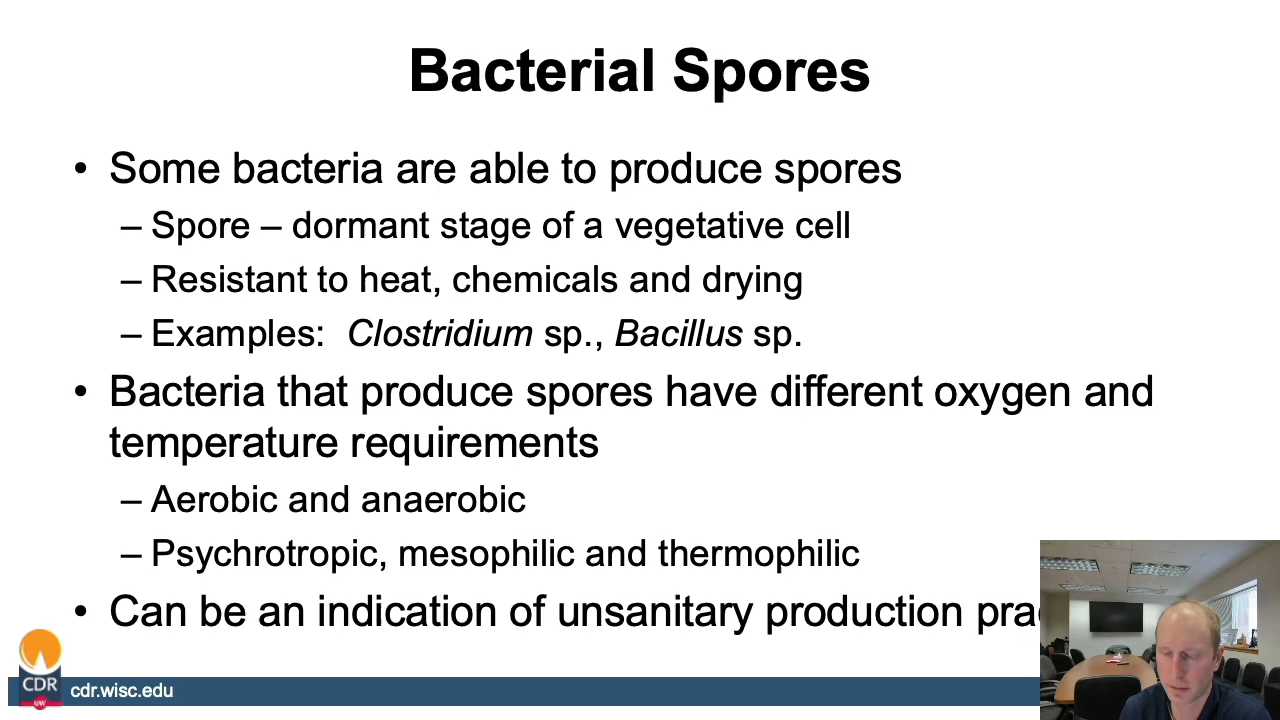 Bacterial Spores
• Some bacteria are able to produce spores
– Spore – dormant stage of a vegetative cell
– Resistant to heat, chemicals and drying
– Examples: Clostridium sp., Bacillus sp.
• Bacteria that produce spores have different oxygen and
temperature requirements
– Aerobic and anaerobic
– Psychrotropic, mesophilic and thermophilic
• Can be an indication of unsanitary production
CDR
UW
cdr.wisc.edu